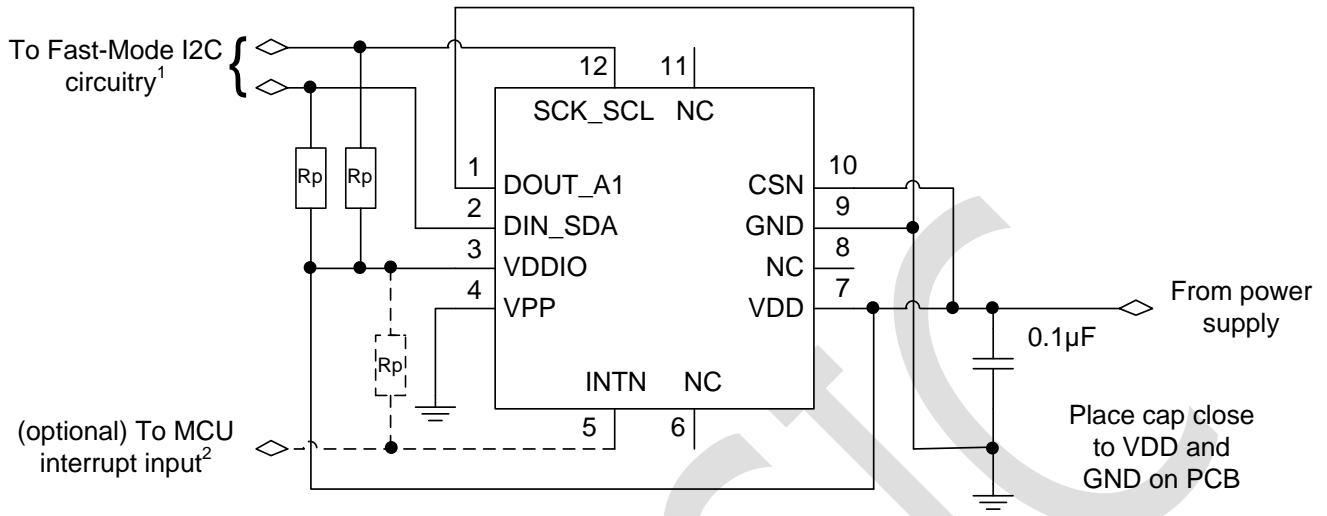 To Fast-Mode I2C
circuitry1
{
12
11
SCK_SCL
NC
1
DOUT_A1
2
DIN_SDA
3
VDDIO
4
VPP
10
CSN
9
GND
8
NC
7
VDD
INTN
NC
5
6
Rp
Rp
Rp
(optional) To MCU
interrupt input2
From power
supply
0.1µF
Place cap close
to VDD and
GND on PCB
SIC